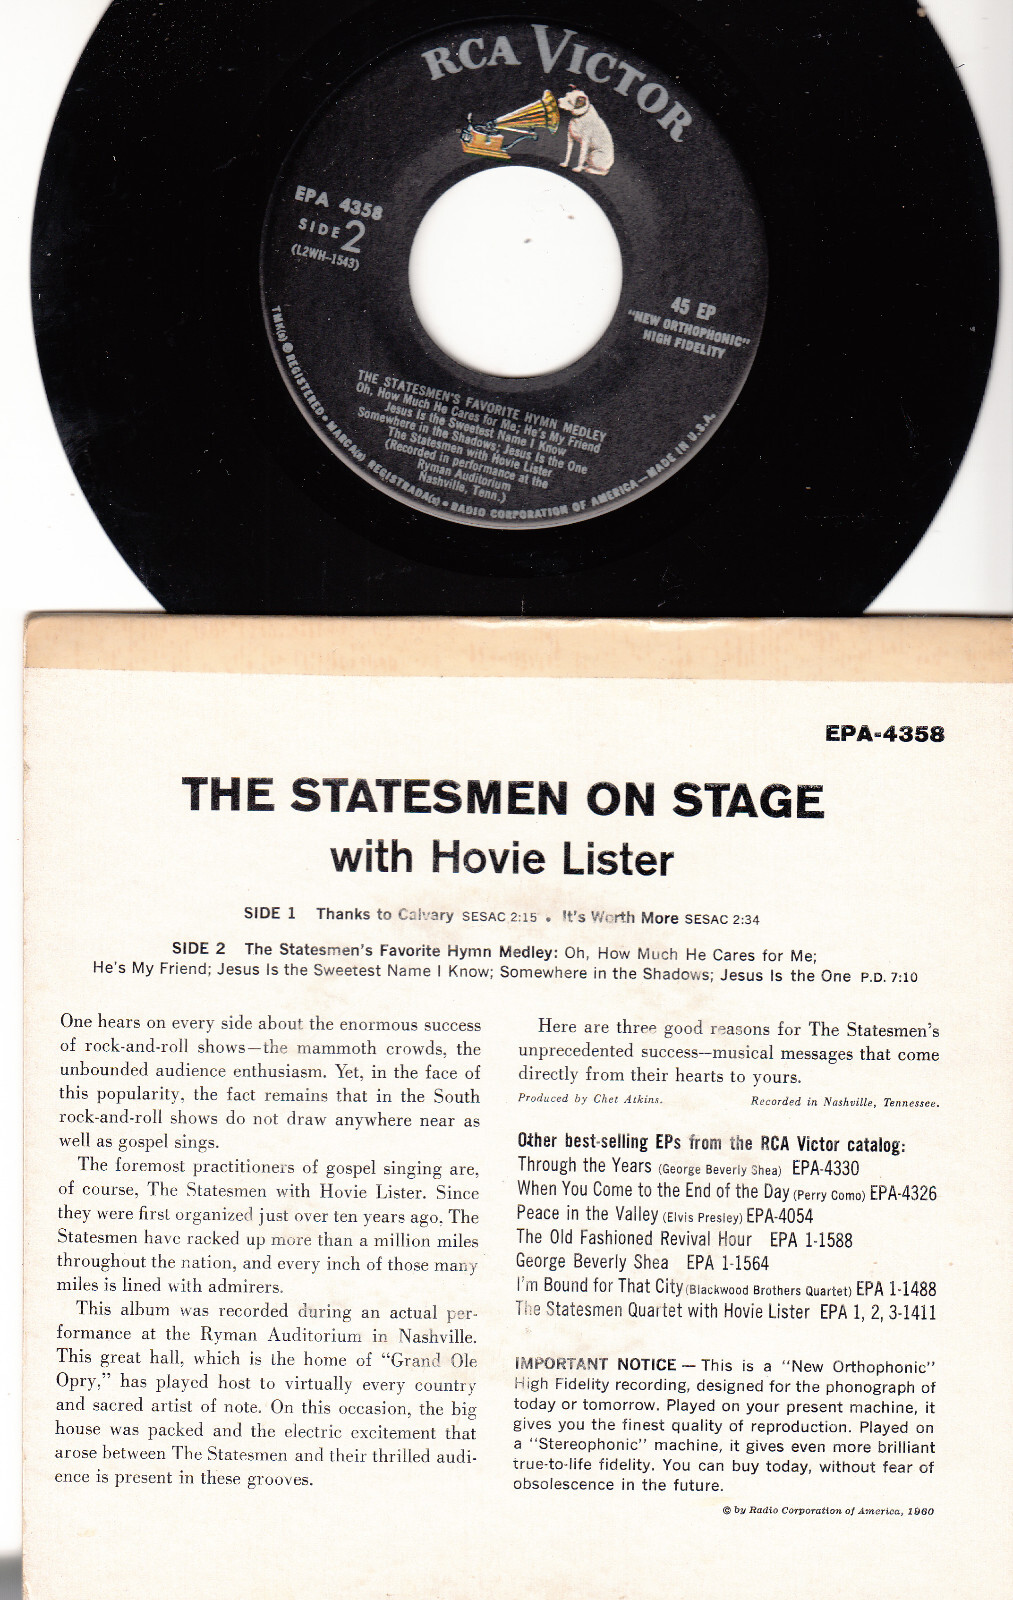 RCA VICTOR
EPA 4358
SIDE 2
(L2WH-1543)
45 EP
"NEW ORTHOPHONIC"
HIGH FIDELITY
THE STATESMEN'S FAVORITE HYMN MEDLEY
Oh, How Much He Cares for Me; He's My Friend
Jesus Is the Sweetest Name I Know
Somewhere in the Shadows; Jesus Is the One
The Statesmen with Hovie Lister
(Recorded in performance at the
Ryman Auditorium
Nashville, Tenn.)
TMK(s) ® REGISTERED • MARCA(s) REGISTRADA(s) • RADIO CORPORATION OF AMERICA—MADE IN U.S.A.
EPA-4358
THE STATESMEN ON STAGE
with Hovie Lister
SIDE 1 Thanks to Calvary SESAC 2:15 • It's Worth More SESAC 2:34
SIDE 2 The Statesmen's Favorite Hymn Medley: Oh, How Much He Cares for Me;
He's My Friend; Jesus Is the Sweetest Name I Know; Somewhere in the Shadows; Jesus Is the One P.D. 7:10
One hears on every side about the enormous success
of rock-and-roll shows—the mammoth crowds, the
unbounded audience enthusiasm. Yet, in the face of
this popularity, the fact remains that in the South
rock-and-roll shows do not draw anywhere near as
well as gospel sings.
The foremost practitioners of gospel singing are,
of course, The Statesmen with Hovie Lister. Since
they were first organized just over ten years ago, The
Statesmen have racked up more than a million miles
throughout the nation, and every inch of those many
miles is lined with admirers.
This album was recorded during an actual per-
formance at the Ryman Auditorium in Nashville.
This great hall, which is the home of "Grand Ole
Opry," has played host to virtually every country
and sacred artist of note. On this occasion, the big
house was packed and the electric excitement that
arose between The Statesmen and their thrilled audi-
ence is present in these grooves.
Here are three good reasons for The Statesmen's
unprecedented success—musical messages that come
directly from their hearts to yours.
Produced by Chet Atkins. Recorded in Nashville, Tennessee.
Other best-selling EPs from the RCA Victor catalog:
Through the Years (George Beverly Shea) EPA-4330
When You Come to the End of the Day (Perry Como) EPA-4326
Peace in the Valley (Elvis Presley) EPA-4054
The Old Fashioned Revival Hour EPA 1-1588
George Beverly Shea EPA 1-1564
I'm Bound for That City (Blackwood Brothers Quartet) EPA 1-1488
The Statesmen Quartet with Hovie Lister EPA 1, 2, 3-1411
IMPORTANT NOTICE — This is a "New Orthophonic"
High Fidelity recording, designed for the phonograph of
today or tomorrow. Played on your present machine, it
gives you the finest quality of reproduction. Played on
a "Stereophonic" machine, it gives even more brilliant
true-to-life fidelity. You can buy today, without fear of
obsolescence in the future.
© by Radio Corporation of America, 1960